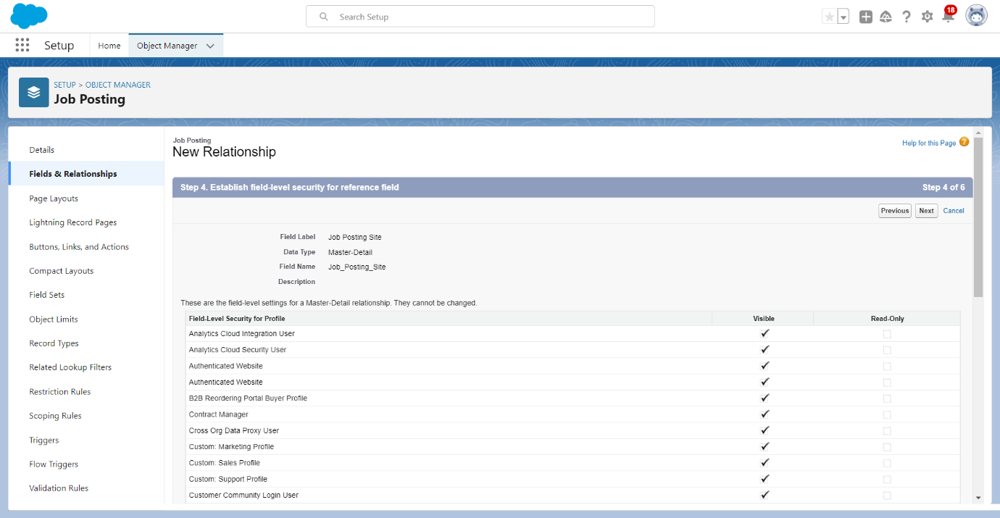 Search Setup
18
Setup
Home
Object Manager
SETUP > OBJECT MANAGER
Job Posting
Details
Fields & Relationships
Page Layouts
Lightning Record Pages
Buttons, Links, and Actions
Compact Layouts
Field Sets
Object Limits
Record Types
Related Lookup Filters
Restriction Rules
Scoping Rules
Triggers
Flow Triggers
Validation Rules
Job Posting
New Relationship
Help for this Page ?
Step 4. Establish field-level security for reference field Step 4 of 6
Previous Next Cancel
Field Label Job Posting Site
Data Type Master-Detail
Field Name Job_Posting_Site
Description
These are the field-level settings for a Master-Detail relationship. They cannot be changed.
Field-Level Security for Profile Visible Read-Only
Analytics Cloud Integration User
Analytics Cloud Security User
Authenticated Website
Authenticated Website
B2B Reordering Portal Buyer Profile
Contract Manager
Cross Org Data Proxy User
Custom: Marketing Profile
Custom: Sales Profile
Custom: Support Profile
Customer Community Login User